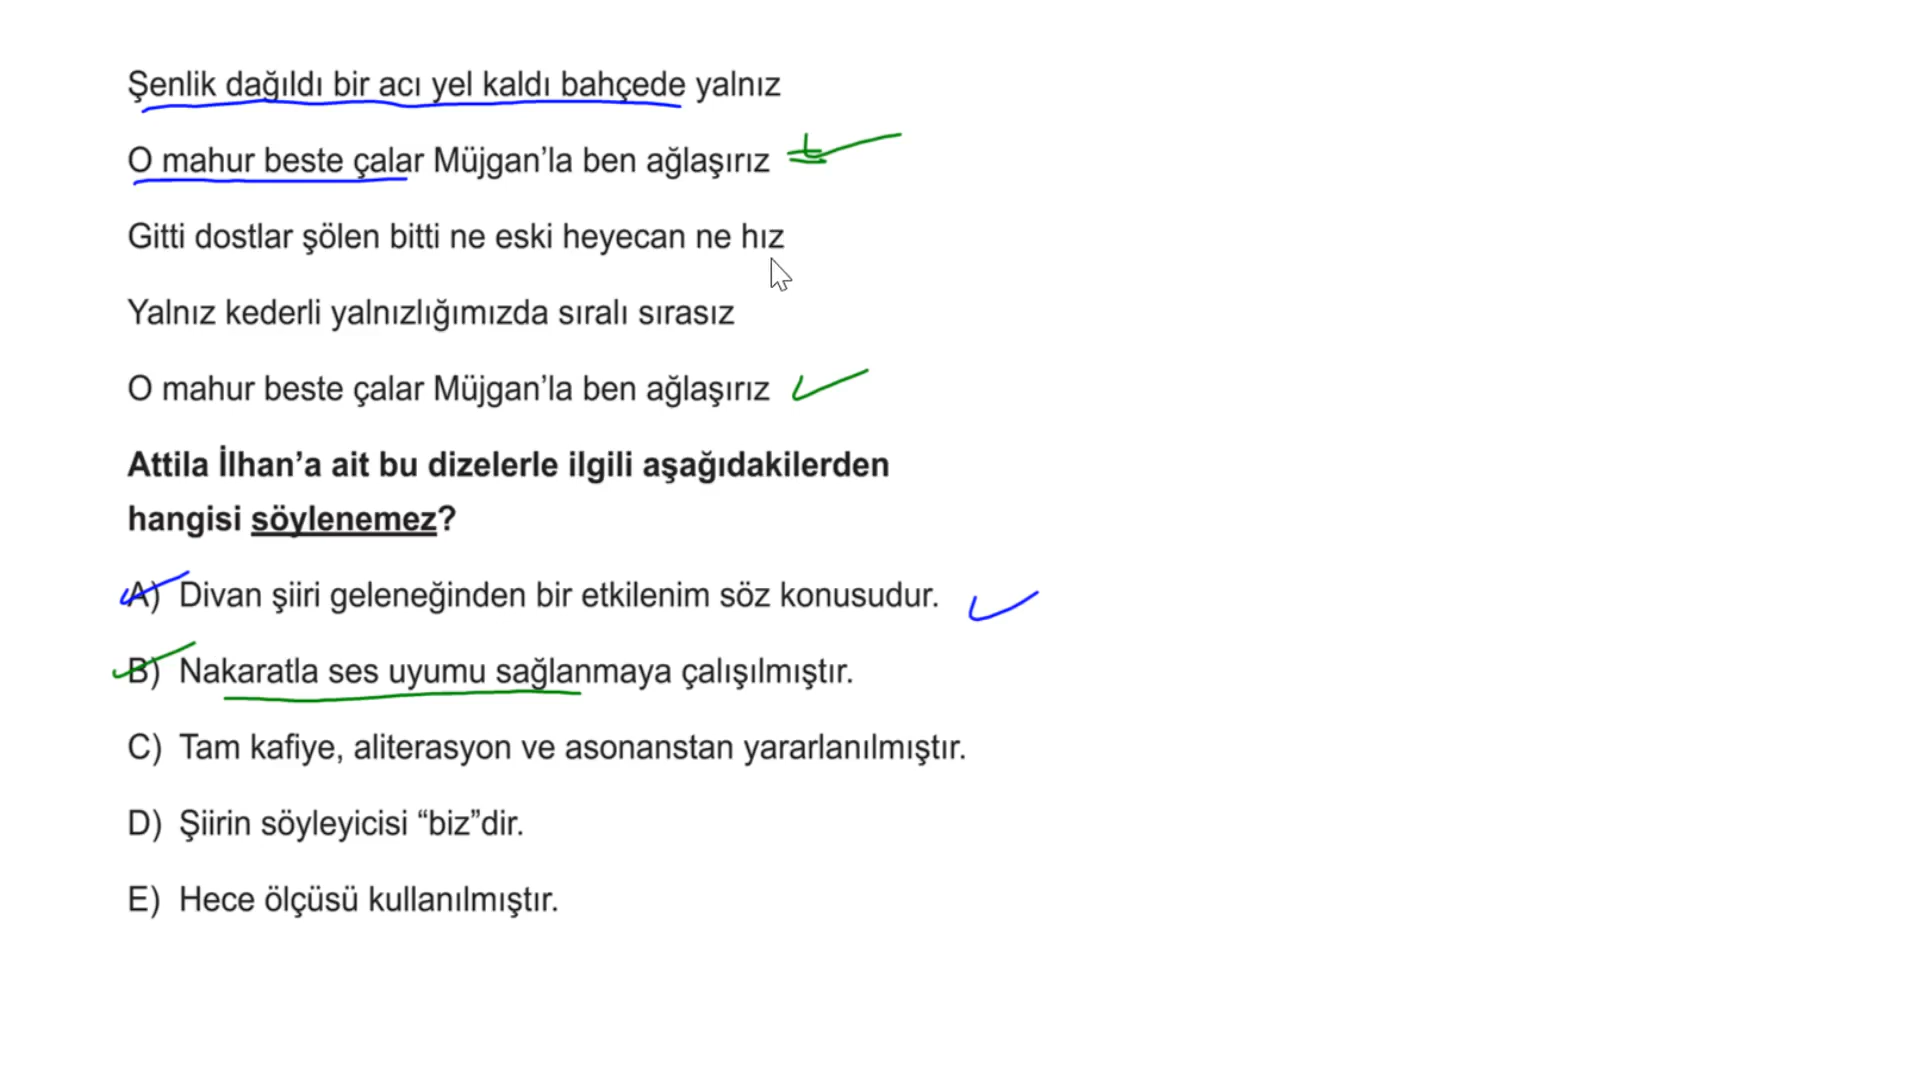 Şenlik dağıldı bir acı yel kaldı bahçede yalnız
O mahur beste çalar Müjgan’la ben ağlaşırız
Gitti dostlar şölen bitti ne eski heyecan ne hız
Yalnız kederli yalnızlığımızda sıralı sırasız
O mahur beste çalar Müjgan’la ben ağlaşırız
Attila İlhan’a ait bu dizelerle ilgili aşağıdakilerden
hangisi söylenemez?
A) Divan şiiri geleneğinden bir etkilenim söz konusudur.
B) Nakaratla ses uyumu sağlanmaya çalışılmıştır.
C) Tam kafiye, aliterasyon ve asonanstan yararlanılmıştır.
D) Şiirin söyleyicisi “biz”dir.
E) Hece ölçüsü kullanılmıştır.